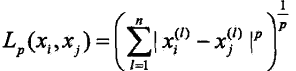 $$L_p(x_i, x_j) = \left( \sum_{l=1}^{n} | x_i^{(l)} - x_j^{(l)} |^p \right)^{\frac{1}{p}}$$